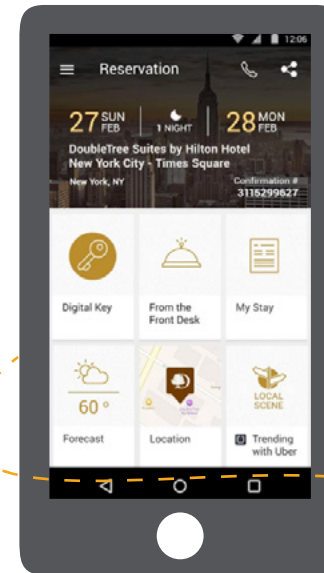 12:06
Reservation
27 SUN FEB
1 NIGHT
28 MON FEB
DoubleTree Suites by Hilton Hotel
New York City - Times Square
New York, NY
Confirmation #
3115299627
Digital Key
From the
Front Desk
My Stay
60°
LOCAL
SCENE
Forecast
Location
Trending
with Uber